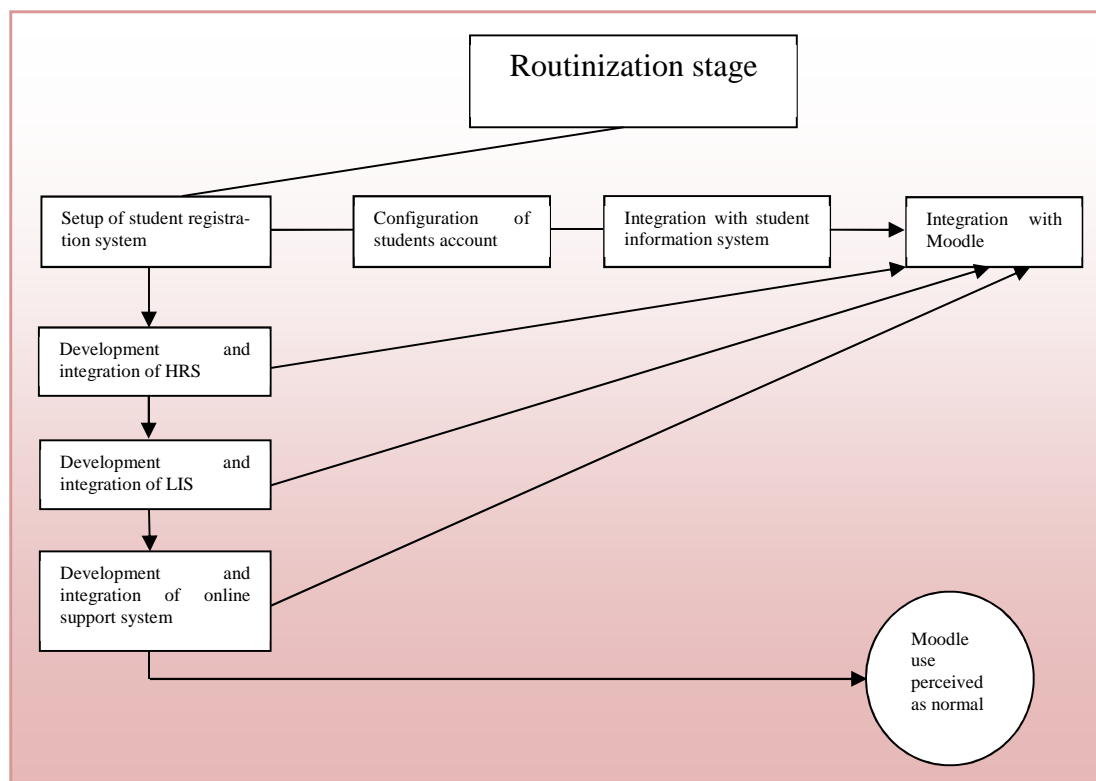 Routinization stage
Setup of student registra-
tion system
Configuration of
students account
Integration with student
information system
Integration with
Moodle
Development and
integration of HRS
Development and
integration of LIS
Development and
integration of online
support system
Moodle
use
perceived
as normal